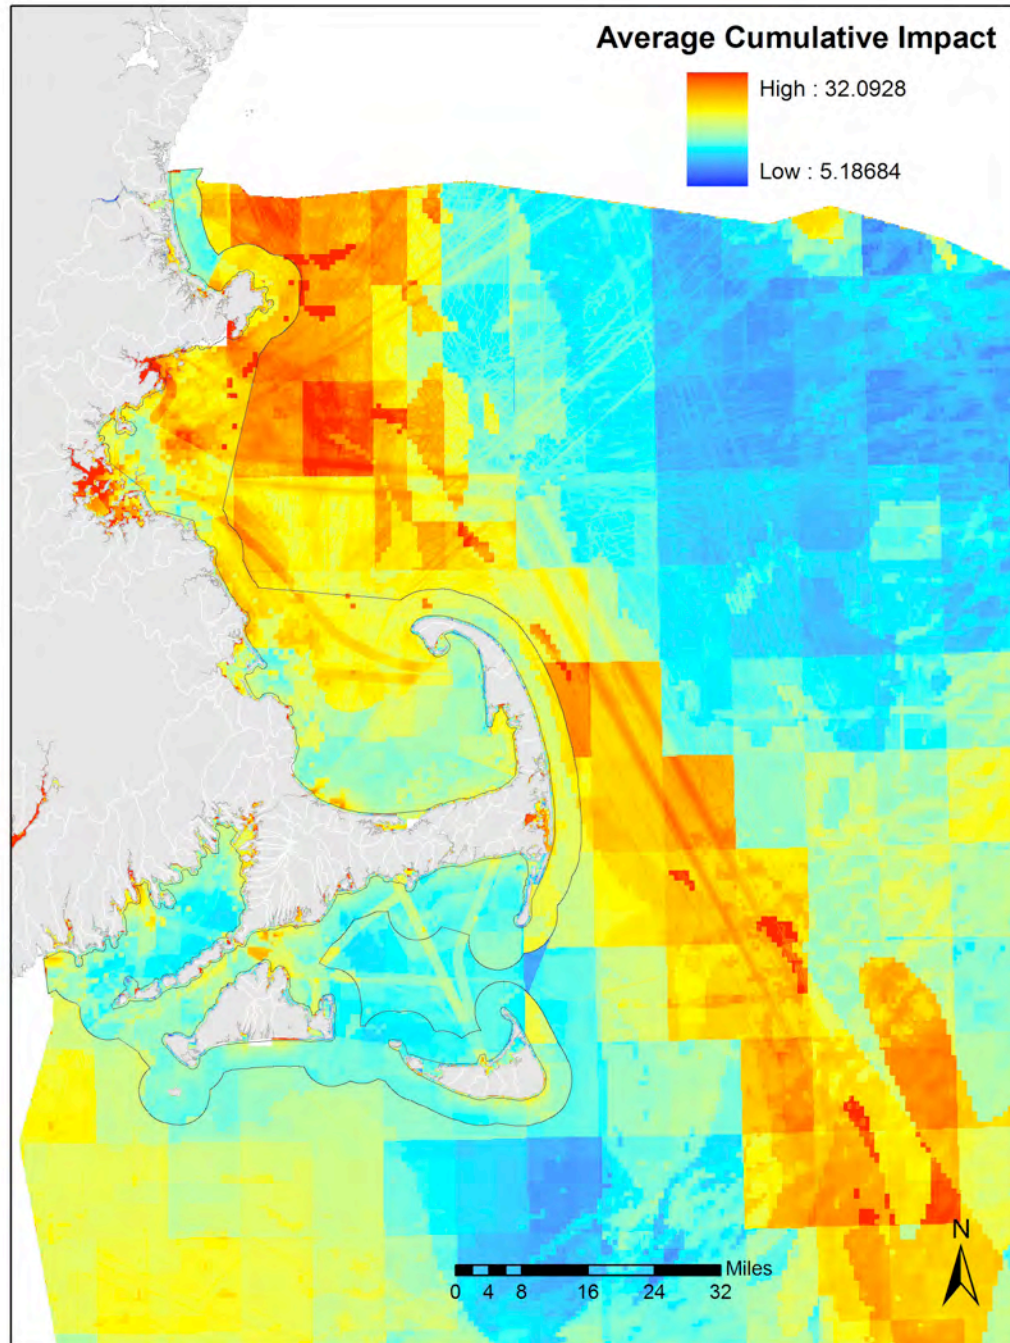 Average Cumulative Impact
High : 32.0928
Low : 5.18684
N
Miles
0 4 8 16 24 32